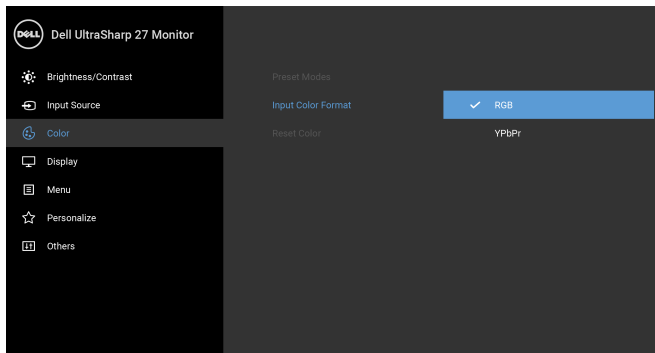 DELL
Dell UltraSharp 27 Monitor
Brightness/Contrast
Preset Modes
Input Source
Input Color Format
RGB
Color
Reset Color
YPbPr
Display
Menu
Personalize
Others